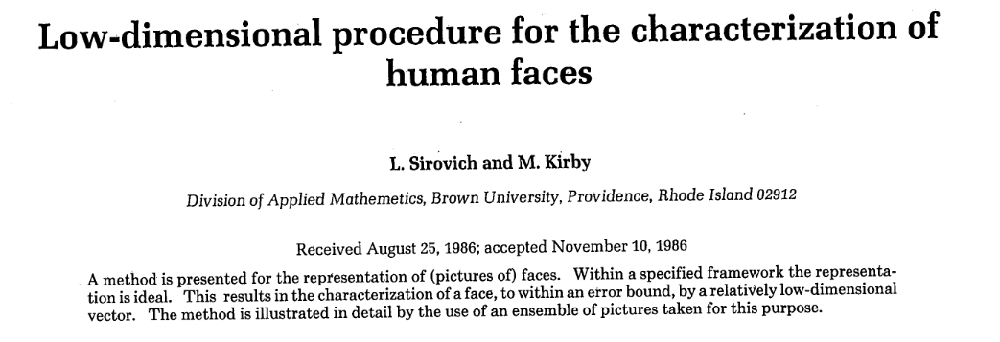 Low-dimensional procedure for the characterization of
human faces
L. Sirovich and M. Kirby
Division of Applied Mathemetics, Brown University, Providence, Rhode Island 02912
Received August 25, 1986; accepted November 10, 1986
A method is presented for the representation of (pictures of) faces. Within a specified framework the representa-
tion is ideal. This results in the characterization of a face, to within an error bound, by a relatively low-dimensional
vector. The method is illustrated in detail by the use of an ensemble of pictures taken for this purpose.